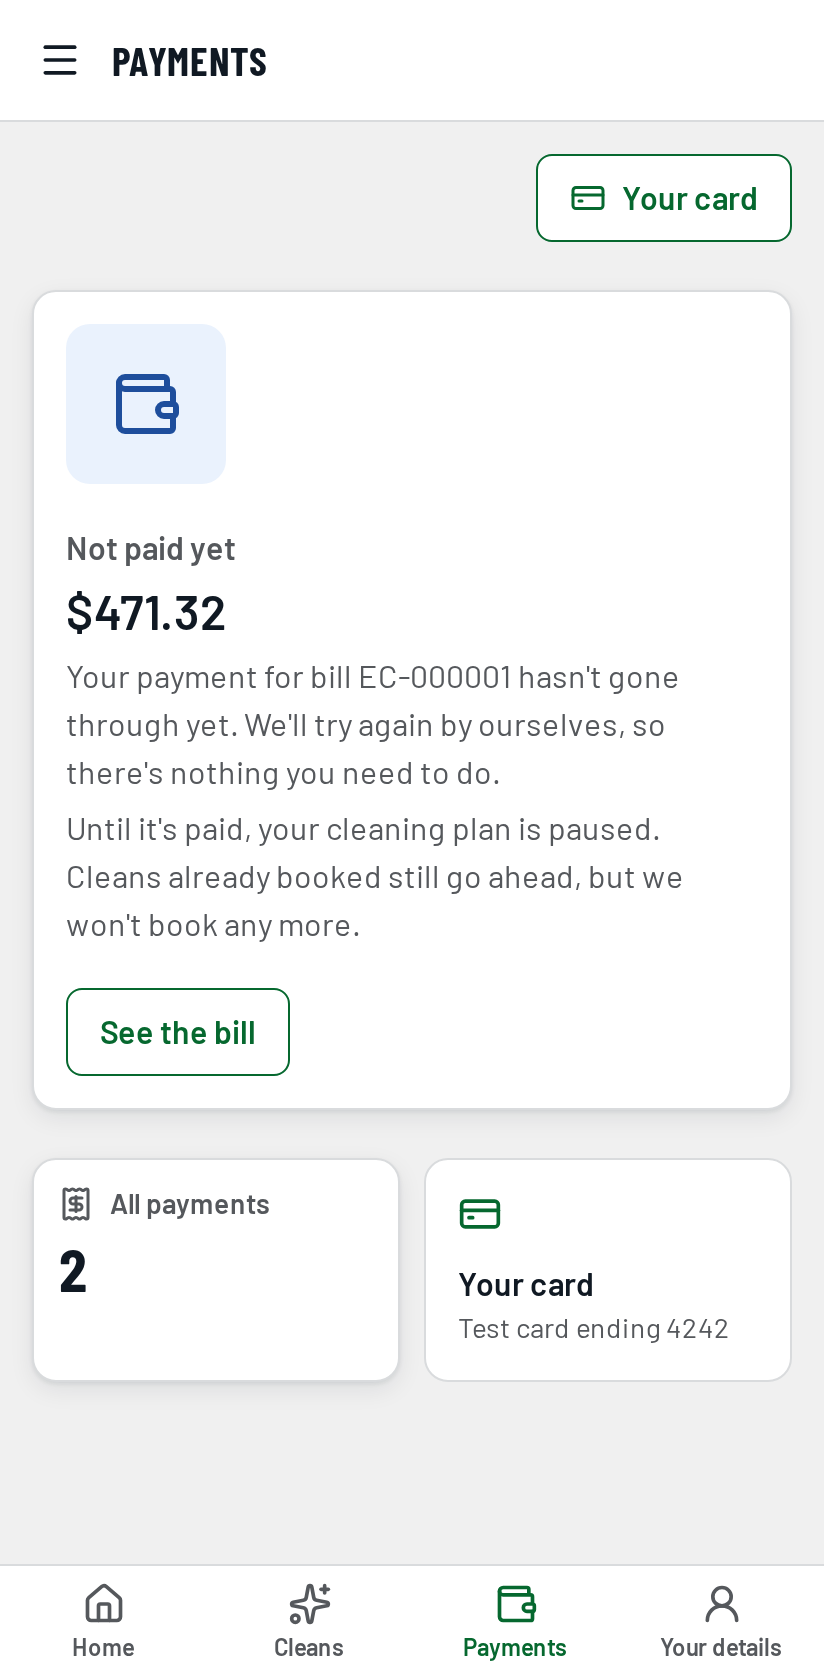 PAYMENTS
Your card
Not paid yet
$471.32
Your payment for bill EC-000001 hasn't gone
through yet. We'll try again by ourselves, so
there's nothing you need to do.
Until it's paid, your cleaning plan is paused.
Cleans already booked still go ahead, but we
won't book any more.
See the bill
All payments
2
Your card
Test card ending 4242
Home
Cleans
Payments
Your details